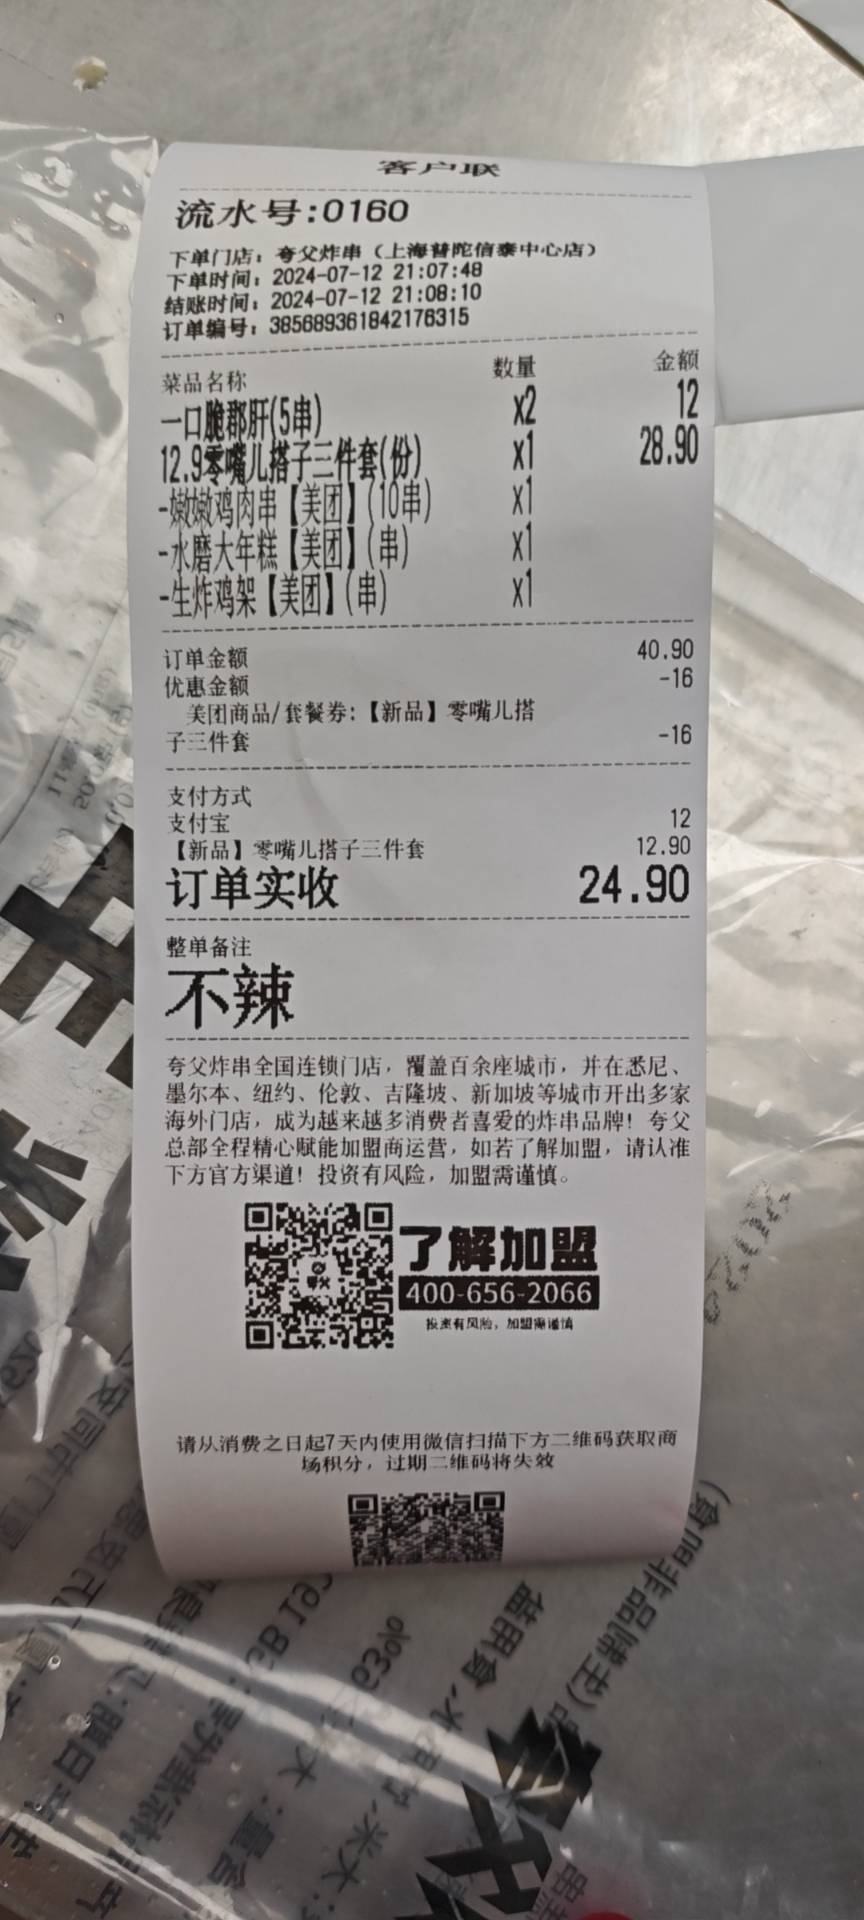 客户联
流水号:0160
下单门店：夸父炸串（上海普陀信泰中心店）
下单时间：2024-07-12 21:07:48
结账时间：2024-07-12 21:08:10
订单编号：385689361842176315
菜品名称 数量 金额
一口脆郡肝(5串) x2 12
12.9零嘴儿搭子三件套(份) x1 28.90
-嫩嫩鸡肉串【美团】(10串) x1
-水磨大年糕【美团】(串) x1
-生炸鸡架【美团】(串) x1
订单金额 40.90
优惠金额 -16
美团商品/套餐券:【新品】零嘴儿搭
子三件套 -16
支付方式
支付宝 12
【新品】零嘴儿搭子三件套 12.90
订单实收 24.90
整单备注
不辣
夸父炸串全国连锁门店，覆盖百余座城市，并在悉尼、
墨尔本、纽约、伦敦、吉隆坡、新加坡等城市开出多家
海外门店，成为越来越多消费者喜爱的炸串品牌！夸父
总部全程精心赋能加盟商运营，如若了解加盟，请认准
下方官方渠道！投资有风险，加盟需谨慎。
夸父
了解加盟
400-656-2066
投资有风险，加盟需谨慎
请从消费之日起7天内使用微信扫描下方二维码获取商
场积分，过期二维码将失效